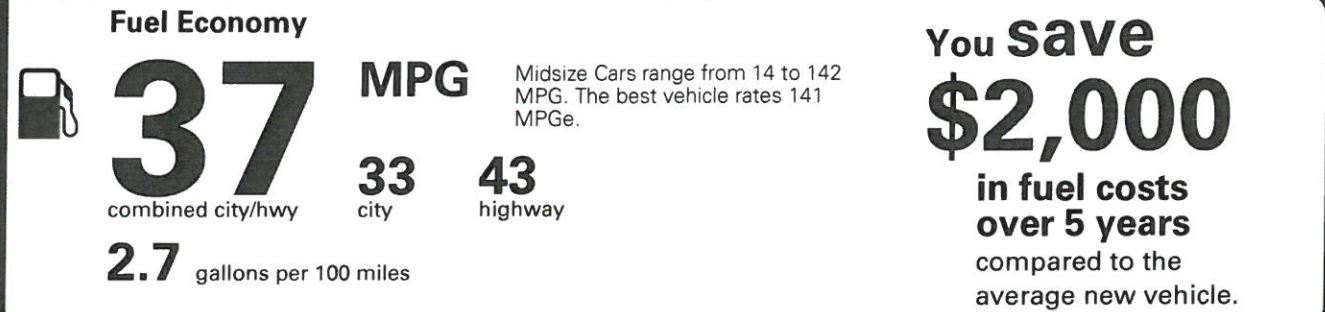 Fuel Economy
37
combined city/hwy
MPG
33
city
43
highway
Midsize Cars range from 14 to 142
MPG. The best vehicle rates 141
MPGe.
2.7 gallons per 100 miles
You save
$2,000
in fuel costs
over 5 years
compared to the
average new vehicle.